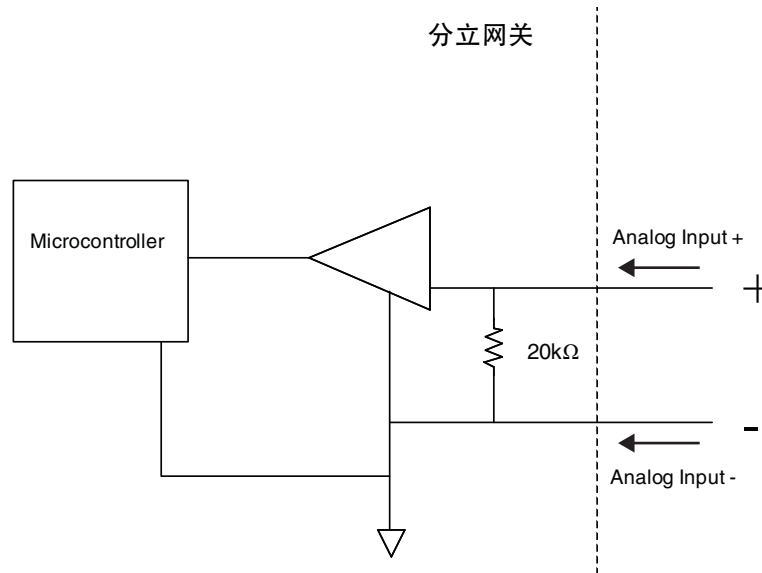 分立网关
Microcontroller
Analog Input +
+
20kΩ
-
Analog Input -